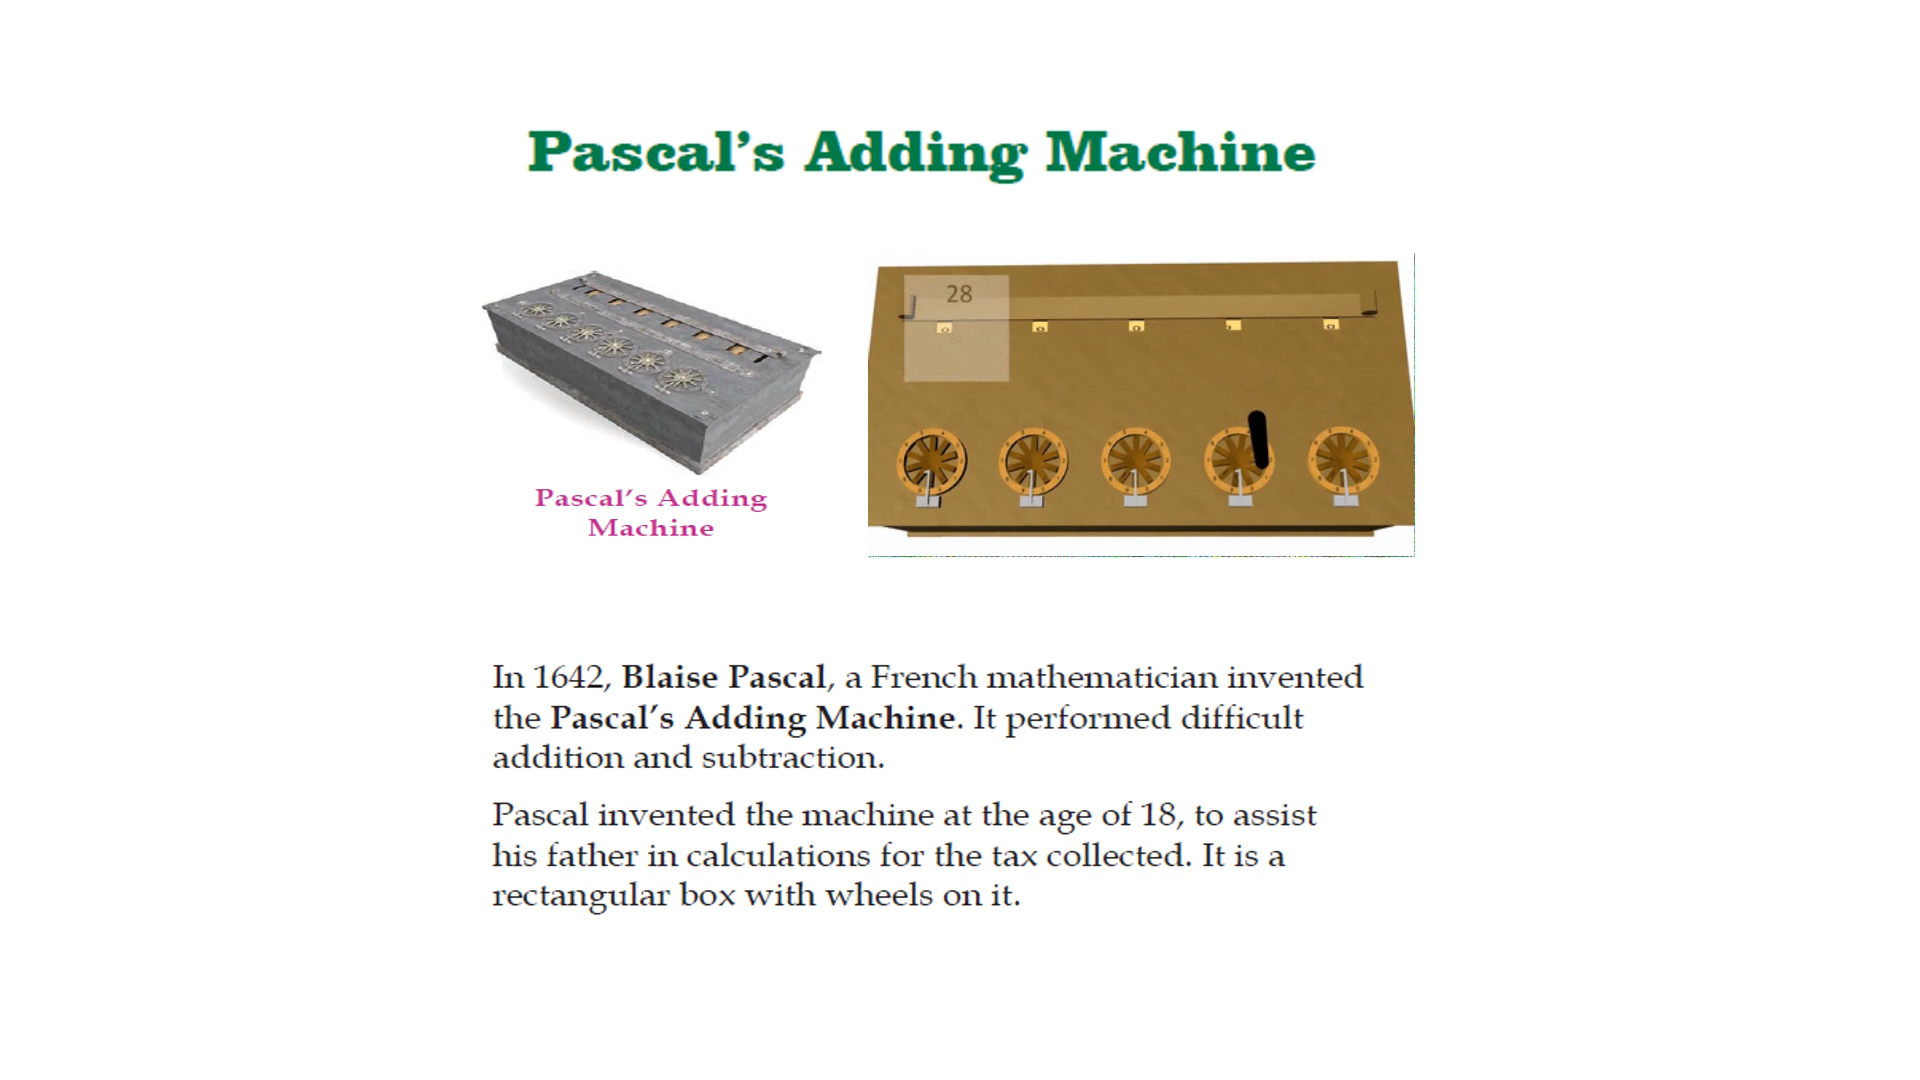 Pascal's Adding Machine
28
Pascal's Adding
Machine
In 1642, Blaise Pascal, a French mathematician invented
the Pascal's Adding Machine. It performed difficult
addition and subtraction.
Pascal invented the machine at the age of 18, to assist
his father in calculations for the tax collected. It is a
rectangular box with wheels on it.